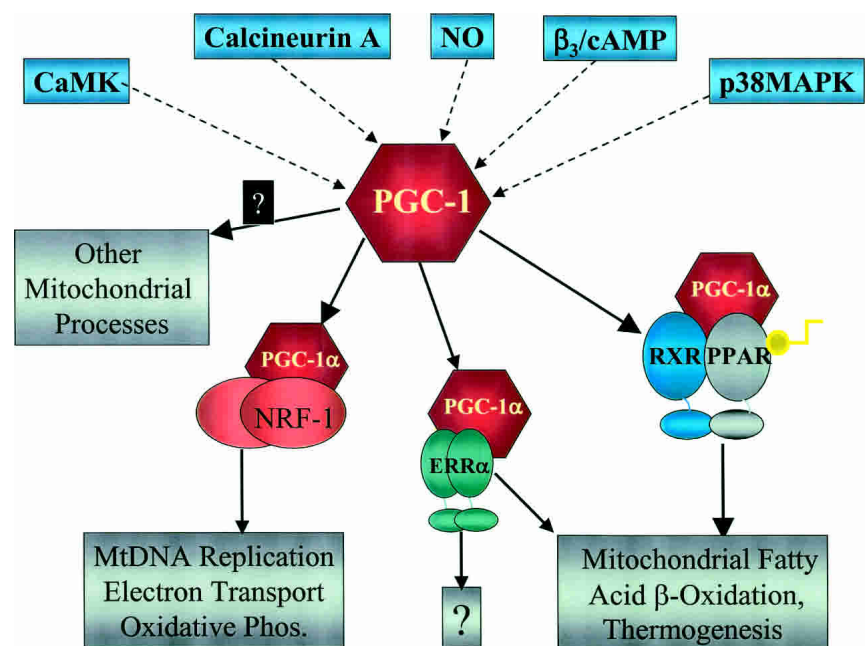 Calcineurin A
NO
β₃/cAMP
CaMK
p38MAPK
PGC-1
?
Other
Mitochondrial
Processes
PGC-1α
RXR
PPAR
PGC-1α
NRF-1
PGC-1α
ERRα
MtDNA Replication
Electron Transport
Oxidative Phos.
?
Mitochondrial Fatty
Acid β-Oxidation,
Thermogenesis